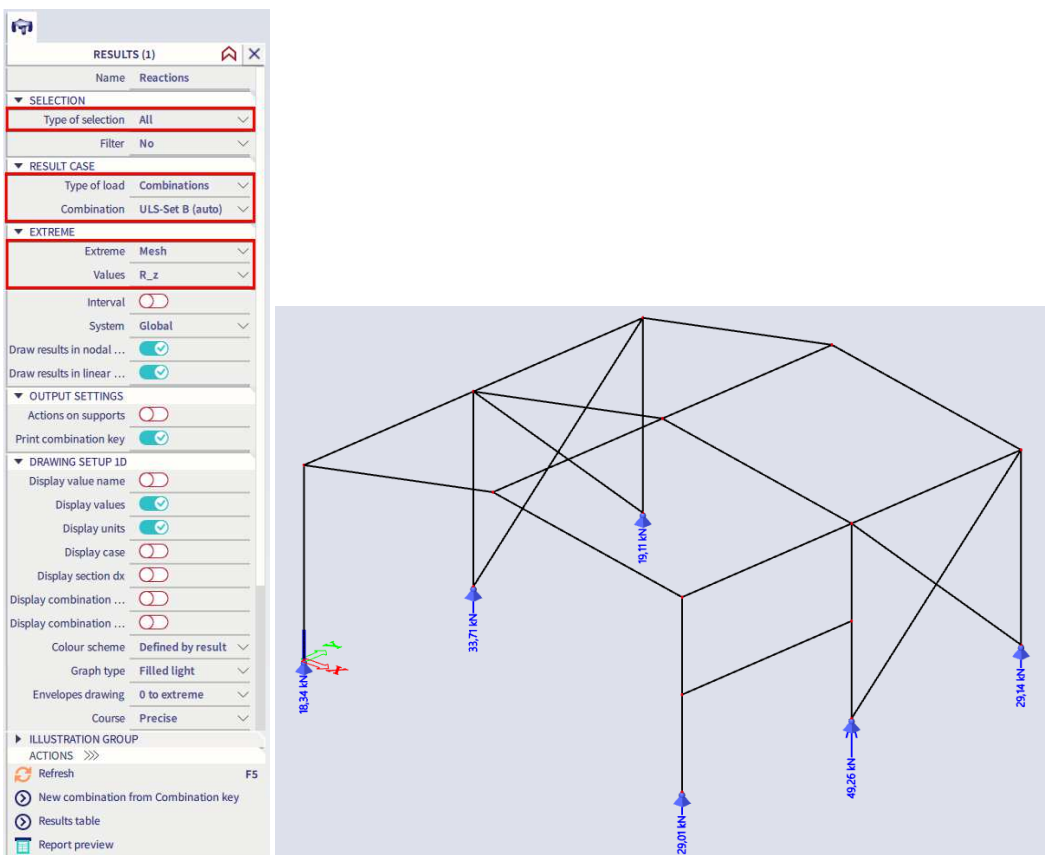 RESULTS (1)
Name Reactions
SELECTION
Type of selection All
Filter No
RESULT CASE
Type of load Combinations
Combination ULS-Set B (auto)
EXTREME
Extreme Mesh
Values R_z
Interval
System Global
Draw results in nodal ...
Draw results in linear ...
OUTPUT SETTINGS
Actions on supports
Print combination key
DRAWING SETUP 1D
Display value name
Display values
Display units
Display case
Display section dx
Display combination ...
Display combination ...
Colour scheme Defined by result
Graph type Filled light
Envelopes drawing 0 to extreme
Course Precise
ILLUSTRATION GROUP
ACTIONS >>>
Refresh F5
New combination from Combination key
Results table
Report preview
18,34 kN
33,71 kN
19,11 kN
29,01 kN
49,26 kN
29,14 kN